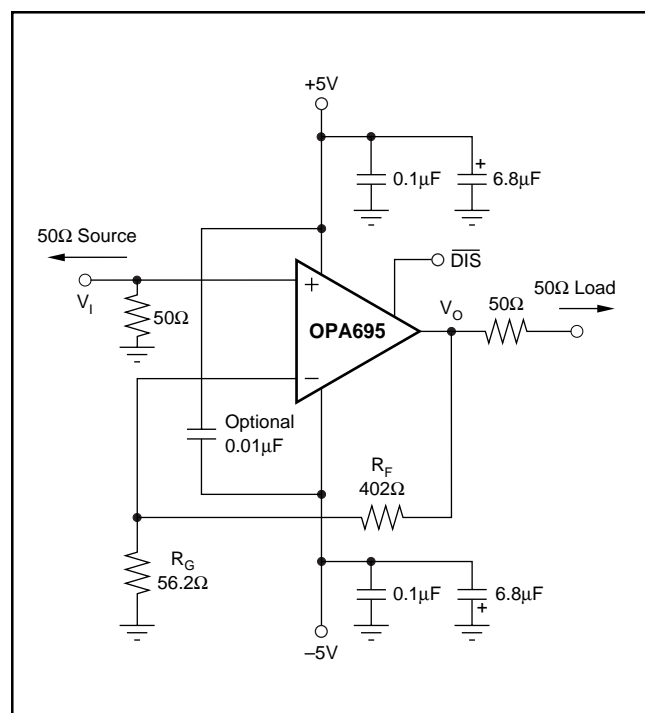 +5V
+
0.1μF
6.8μF
50Ω Source
DIS
50Ω Load
V_I
+
50Ω
V_O
50Ω
OPA695
−
Optional
0.01μF
R_F
402Ω
R_G
56.2Ω
0.1μF
6.8μF
+
–5V